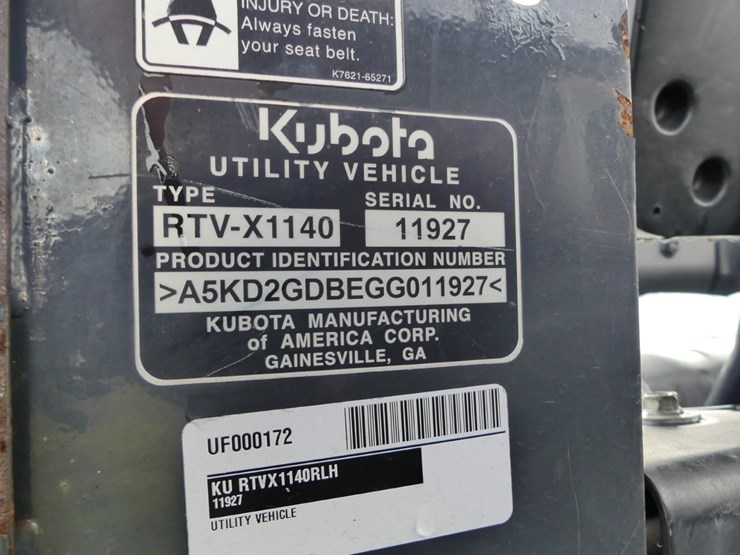 INJURY OR DEATH:
Always fasten
your seat belt.
K7621-65271
Kubota
UTILITY VEHICLE
TYPE
SERIAL NO.
RTV-X1140
11927
PRODUCT IDENTIFICATION NUMBER
>A5KD2GDBEGG011927<
KUBOTA MANUFACTURING
of AMERICA CORP.
GAINESVILLE, GA
UF000172
KU RTVX1140RLH
11927
UTILITY VEHICLE